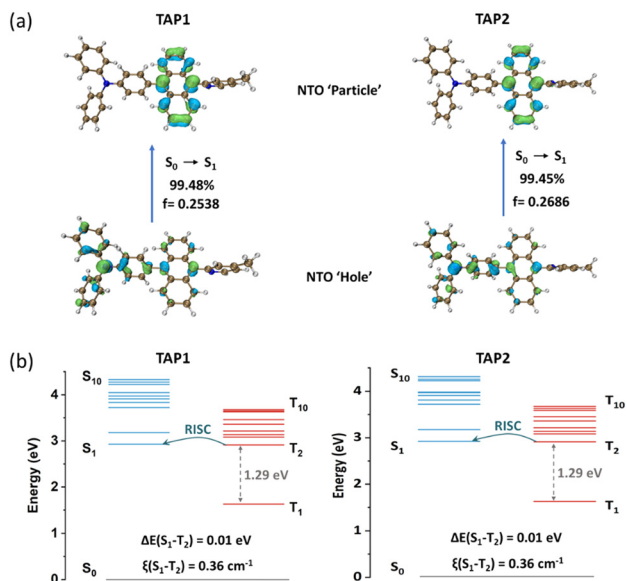 (a)
TAP1
TAP2
NTO 'Particle'
S₀ → S₁
99.48%
f= 0.2538
S₀ → S₁
99.45%
f= 0.2686
NTO 'Hole'
(b)
TAP1
Energy (eV)
4
3
2
1
0
S₁₀
S₁
S₀
RISC
T₁₀
T₂
T₁
1.29 eV
ΔE(S₁-T₂) = 0.01 eV
ξ(S₁-T₂) = 0.36 cm⁻¹
TAP2
Energy (eV)
4
3
2
1
0
S₁₀
S₁
S₀
RISC
T₁₀
T₂
T₁
1.29 eV
ΔE(S₁-T₂) = 0.01 eV
ξ(S₁-T₂) = 0.36 cm⁻¹